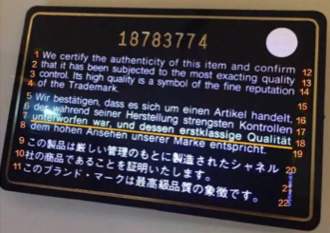 18783774
1 We certify the authenticity of this item and confirm 12
2 that it has been subjected to the most exacting quality 13
3 control. Its high quality is a symbol of the fine reputation 14
4 of the Trademark. 15
5 Wir bestätigen, dass es sich um einen Artikel handelt, 16
6 der während seiner Herstellung strengsten Kontrollen 17
7 unterworfen war, und dessen erstklassige Qualität 18
8 dem hohen Ansehen unserer Marke entspricht.
9 この製品は厳しい管理のもとに製造されたシャネル
10 社の商品であることを証明いたします。
11 このブランド・マークは最高級品質の象徴です。 22